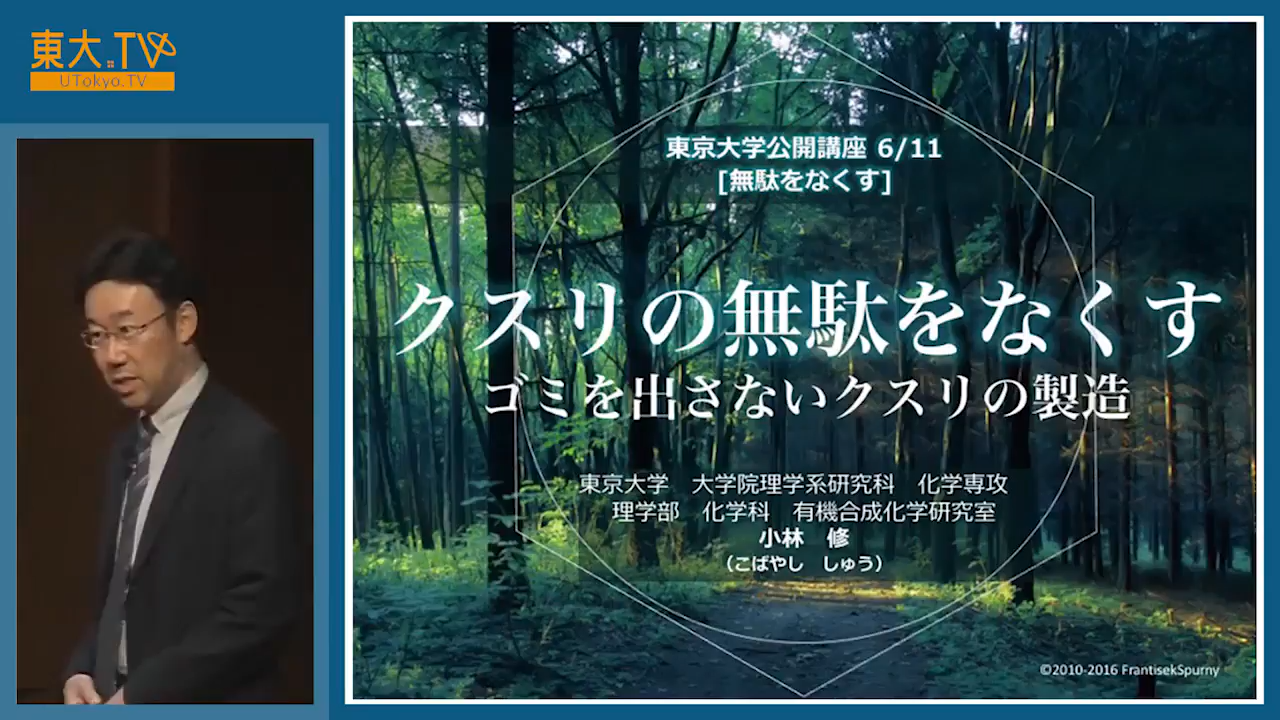 東大.TV
UTokyo.TV
東京大学公開講座 6/11
[無駄をなくす]
クスリの無駄をなくす
ゴミを出さないクスリの製造
東京大学　大学院理学系研究科　化学専攻
理学部　化学科　有機合成化学研究室
小林　修
（こばやし　しゅう）
©2010-2016 FrantisekSpurny